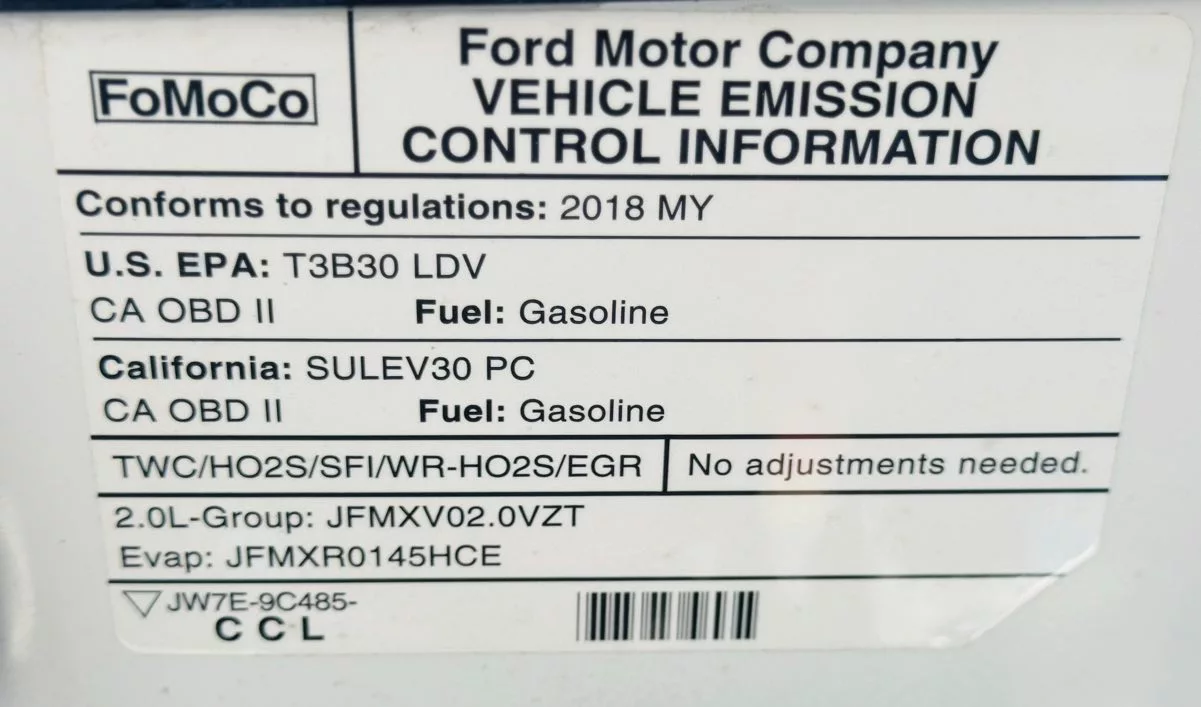 FoMoCo
Ford Motor Company
VEHICLE EMISSION
CONTROL INFORMATION
Conforms to regulations: 2018 MY
U.S. EPA: T3B30 LDV
CA OBD II Fuel: Gasoline
California: SULEV30 PC
CA OBD II Fuel: Gasoline
TWC/HO2S/SFI/WR-HO2S/EGR No adjustments needed.
2.0L-Group: JFMXV02.0VZT
Evap: JFMXR0145HCE
JW7E-9C485-
C C L